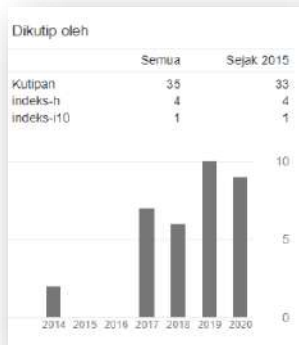 Dikutip oleh
Semua Sejak 2015
Kutipan 35 33
indeks-h 4 4
indeks-i10 1 1
10
5
0
2014 2015 2016 2017 2018 2019 2020